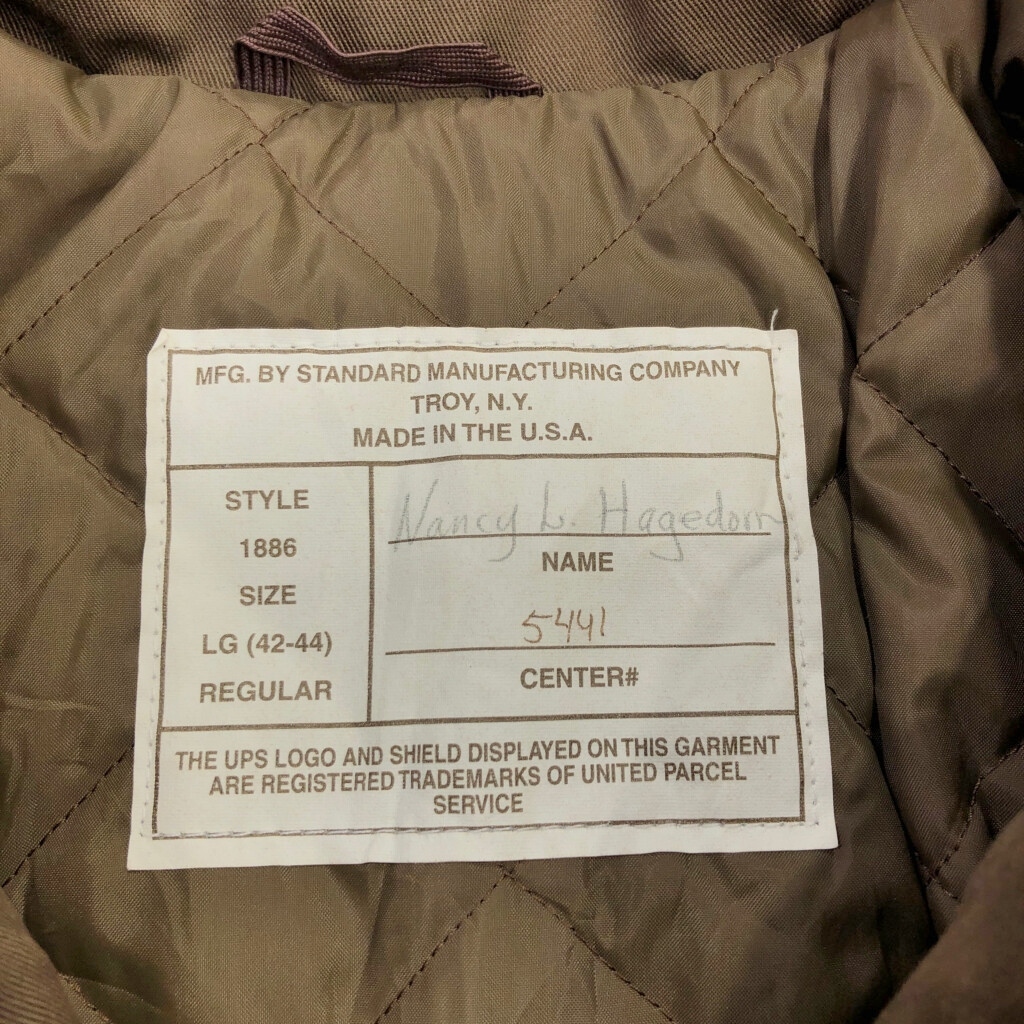 MFG. BY STANDARD MANUFACTURING COMPANY
TROY, N.Y.
MADE IN THE U.S.A.
STYLE
1886
SIZE
LG (42-44)
REGULAR
Nancy L. Hagedorn
NAME
5441
CENTER#
THE UPS LOGO AND SHIELD DISPLAYED ON THIS GARMENT
ARE REGISTERED TRADEMARKS OF UNITED PARCEL
SERVICE